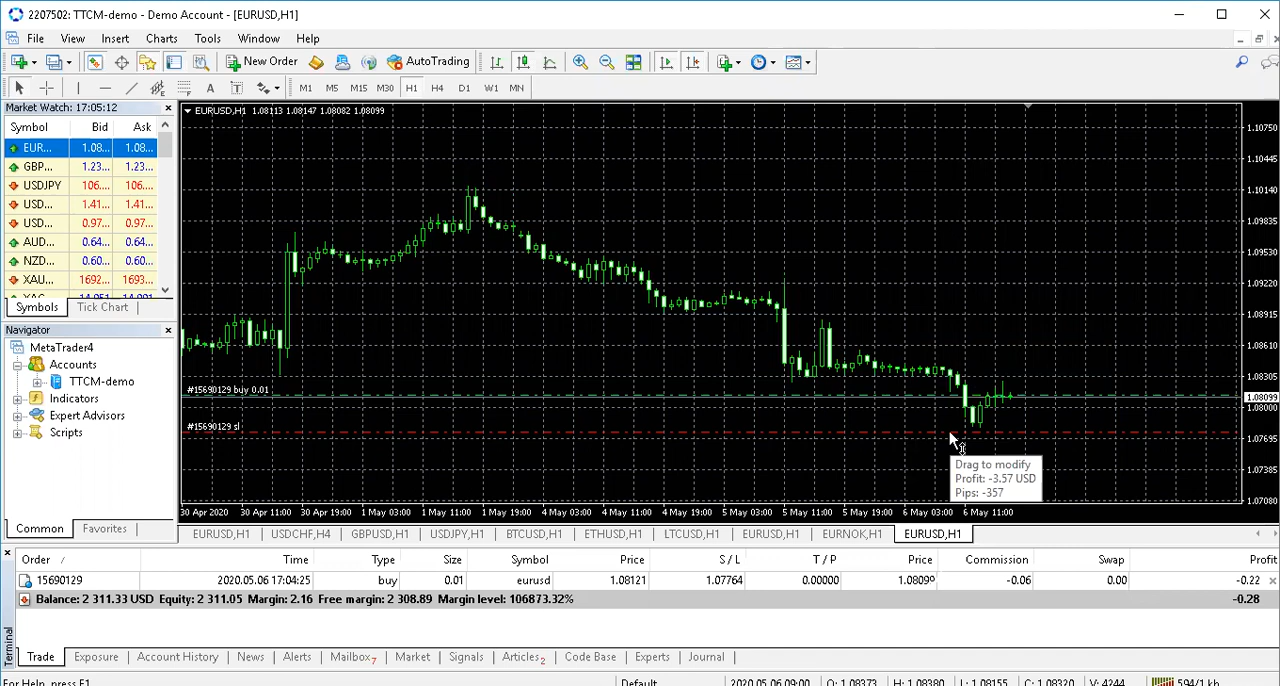 2207502: TTCM-demo - Demo Account - [EURUSD,H1]
File View Insert Charts Tools Window Help
New Order AutoTrading
A T M1 M5 M15 M30 H1 H4 D1 W1 MN
Market Watch: 17:05:12
Symbol Bid Ask
EUR... 1.08... 1.08...
GBP... 1.23... 1.23...
USDJPY 106.... 106....
USD... 1.41... 1.41...
USD... 0.97... 0.97...
AUD... 0.64... 0.64...
NZD... 0.60... 0.60...
XAU... 1692... 1693...
Symbols Tick Chart
Navigator
MetaTrader4
Accounts
TTCM-demo
Indicators
Expert Advisors
Scripts
Common Favorites
EURUSD,H1 1.08113 1.08147 1.08082 1.08099
#15690129 buy 0.01
#15690129 sl
Drag to modify
Profit: -3.57 USD
Pips: -357
1.10750
1.10445
1.10140
1.09835
1.09530
1.09220
1.08915
1.08610
1.08305
1.08099
1.08000
1.07695
1.07385
1.07080
30 Apr 2020 30 Apr 11:00 30 Apr 19:00 1 May 03:00 1 May 11:00 1 May 19:00 4 May 03:00 4 May 11:00 4 May 19:00 5 May 03:00 5 May 11:00 5 May 19:00 6 May 03:00 6 May 11:00
EURUSD,H1 USDCHF,H4 GBPUSD,H1 USDJPY,H1 BTCUSD,H1 ETHUSD,H1 LTCUSD,H1 EURUSD,H1 EURNOK,H1 EURUSD,H1
Order / Time Type Size Symbol Price S / L T / P Price Commission Swap Profit
15690129 2020.05.06 17:04:25 buy 0.01 eurusd 1.08121 1.07764 0.00000 1.08099 -0.06 0.00 -0.22
Balance: 2 311.33 USD Equity: 2 311.05 Margin: 2.16 Free margin: 2 308.89 Margin level: 106873.32% -0.28
Terminal
Trade Exposure Account History News Alerts Mailbox7 Market Signals Articles2 Code Base Experts Journal
For Help, press F1 Default 2020.05.06 09:00 O: 1.08373 H: 1.08380 L: 1.08155 C: 1.08320 V: 4244 594/1 kb